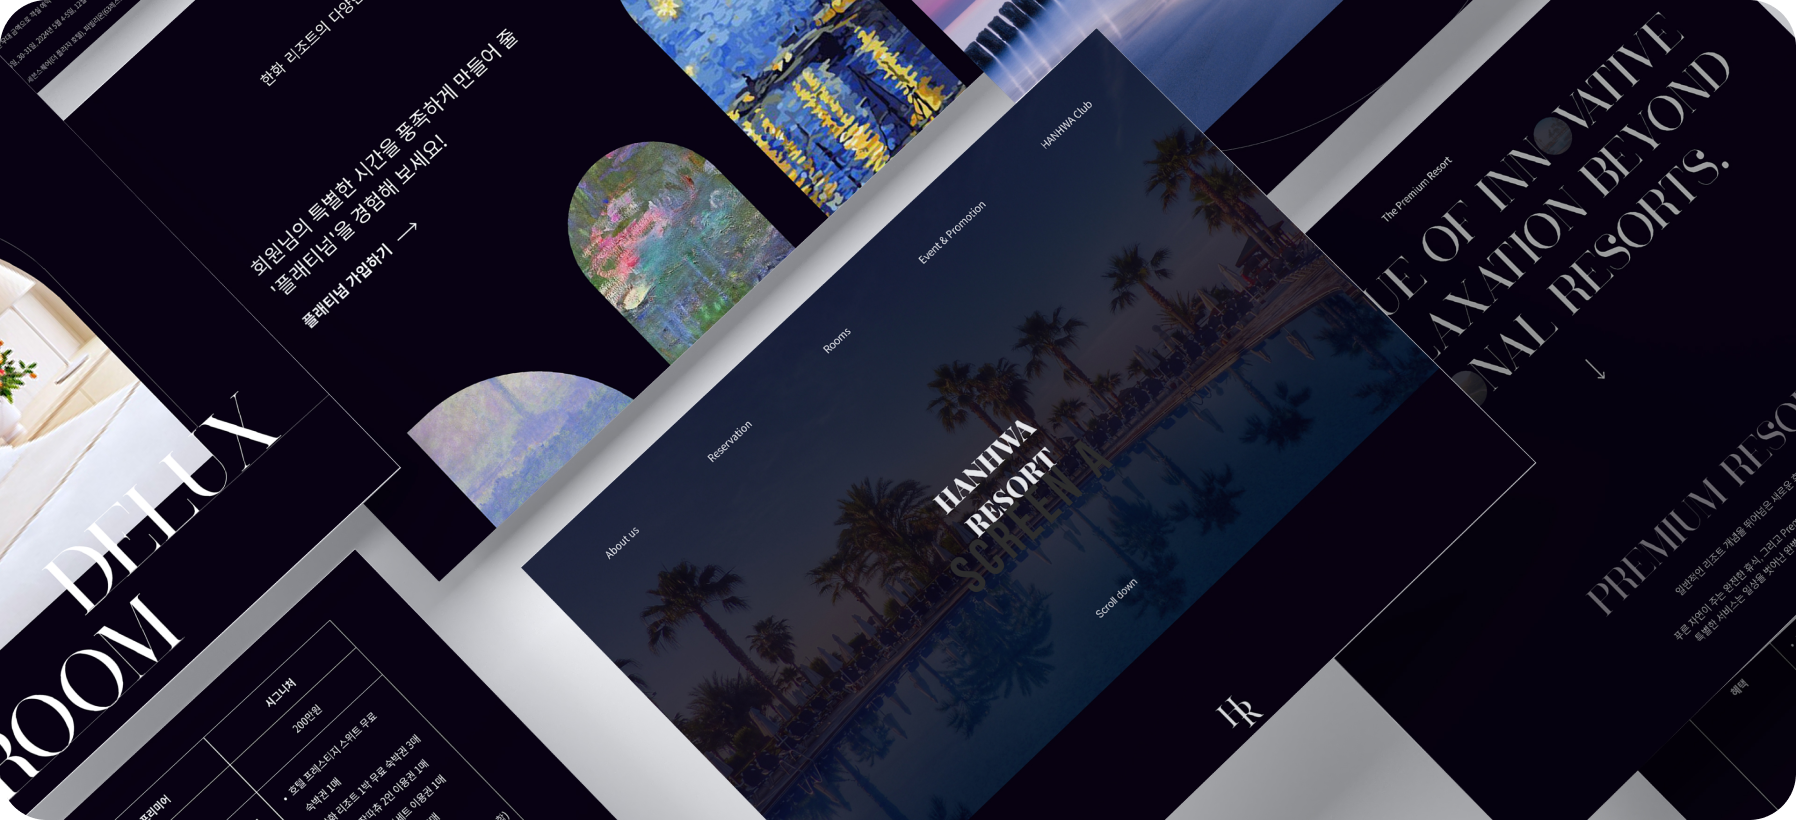 한화 리조트의 다양한
회원님의 특별한 시간을 풍족하게 만들어 줄
'플래티넘'을 경험해 보세요!
플래티넘 가입하기 →
DELUX
ROOM
시그니처
200만원
• 호텔 프레스티지 스위트 무료
숙박권 1매
리조트 1박 무료 숙박권 3매
2인 이용권 1매
세트 이용권 1매
프리미어
HANHWA Club
Event & Promotion
Rooms
Reservation
About us
HANHWA
RESORT
SCREEN A
Scroll down
HR
The Premium Resort
UE OF INNOVATIVE
LAXATION BEYOND
ONAL RESORTS.
↓
PREMIUM RESO
일반적인 리조트 개념을 뛰어넘은 새로운
푸른 자연이 주는 완전한 휴식, 그리고 Prem
특별한 서비스는 일상을 벗어난 완벽
혜택